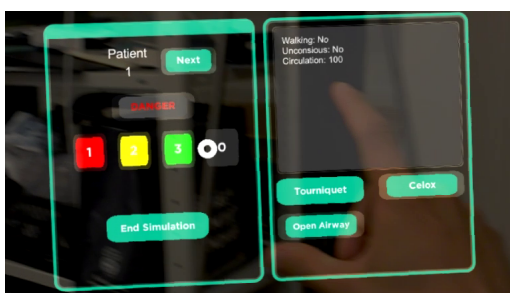 Patient
1
Next
DANGER
1
2
3
0
End Simulation
Walking: No
Unconsious: No
Circulation: 100
Tourniquet
Celox
Open Airway